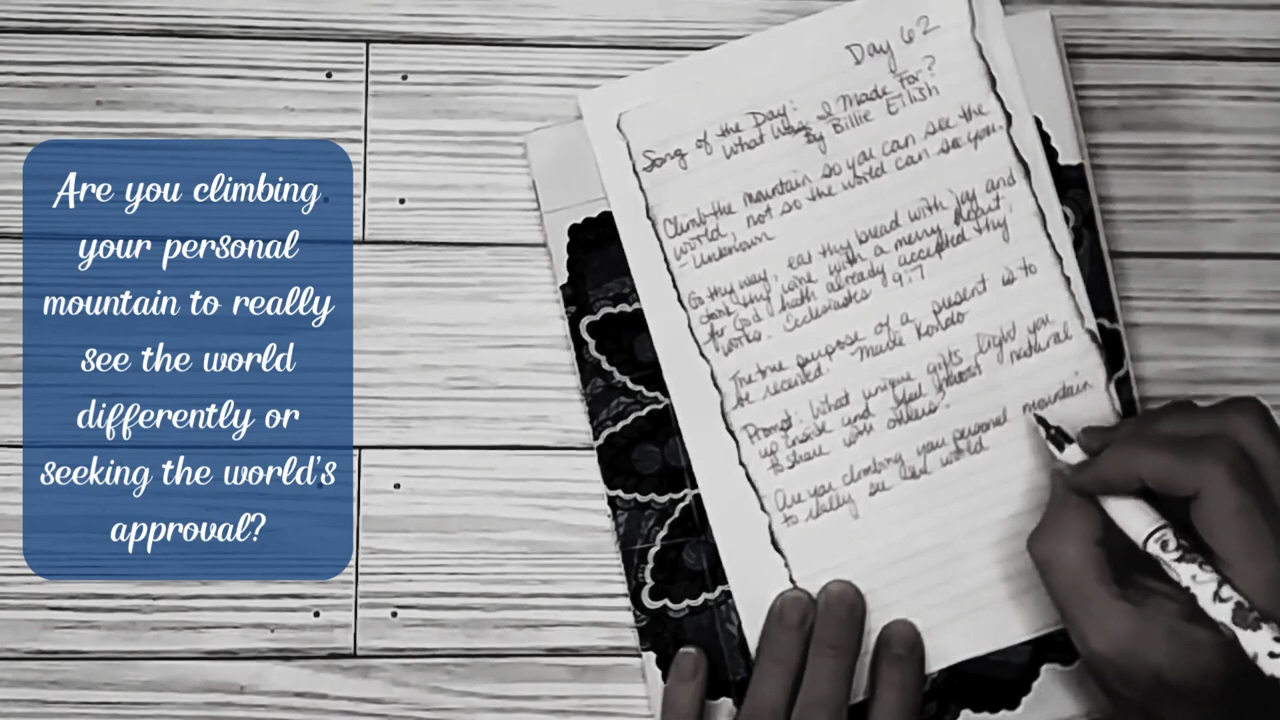 Are you climbing
your personal
mountain to really
see the world
differently or
seeking the world's
approval?
Day 62
Song of the Day:
What Was I Made For?
By Billie Eilish
Climb the mountain so you can see the
world, not so the world can see you.
- Unknown
Go thy way, eat thy bread with joy and
drink thy wine with a merry heart,
for God hath already accepted thy
works. Ecclesiastes 9:7
The true purpose of a present is to
be received. - Marie Kondo
Prompt: What unique gifts light you
up inside and feel most natural
to share with others?
Are you climbing your personal mountain
to really see the world